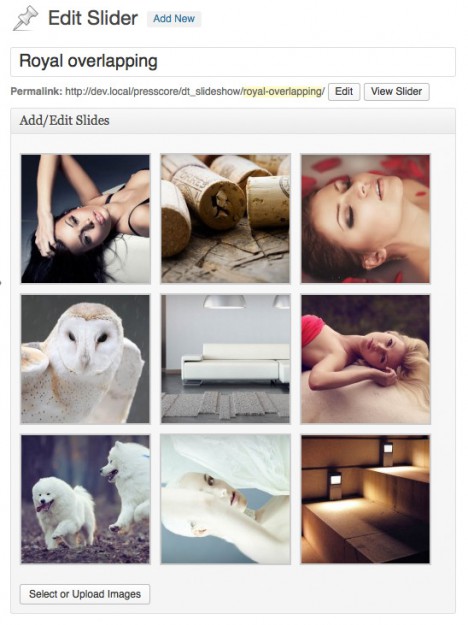 Edit Slider Add New
Royal overlapping
Permalink: http://dev.local/presscore/dt_slideshow/royal-overlapping/ Edit View Slider
Add/Edit Slides
Select or Upload Images